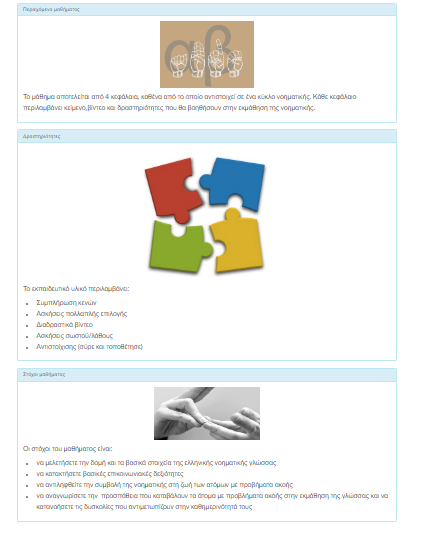 Περιεχόμενο μαθήματος
αβ
Το μάθημα αποτελείται από 4 κεφάλαια, καθένα από το οποίο αντιστοιχεί σε ένα κύκλο νοηματικής. Κάθε κεφάλαιο
περιλαμβάνει κείμενο,βίντεο και δραστηριότητες που θα βοηθήσουν στην εκμάθηση της νοηματικής.
Δραστηριότητες
Το εκπαιδευτικό υλικό περιλαμβάνει:
Συμπλήρωση κενών
Ασκήσεις πολλαπλής επιλογής
Διαδραστικά βίντεο
Ασκήσεις σωστού/λάθους
Αντιστοίχισης (σύρε και τοποθέτησε)
Στόχοι μαθήματος
Οι στόχοι του μαθήματος είναι:
να μελετήσετε την δομή και τα βασικά στοιχεία της ελληνικής νοηματικής γλώσσας
να κατακτήσετε βασικές επικοινωνιακές δεξιότητες
να αντιληφθείτε την συμβολή της νοηματικής στη ζωή των ατόμων με προβλήματα ακοής
να αναγνωρίσετε την προσπάθεια που καταβάλουν τα άτομα με προβλήματα ακοής στην εκμάθηση της γλώσσας και να
κατανοήσετε τις δυσκολίες που αντιμετωπίζουν στην καθημερινότητά τους